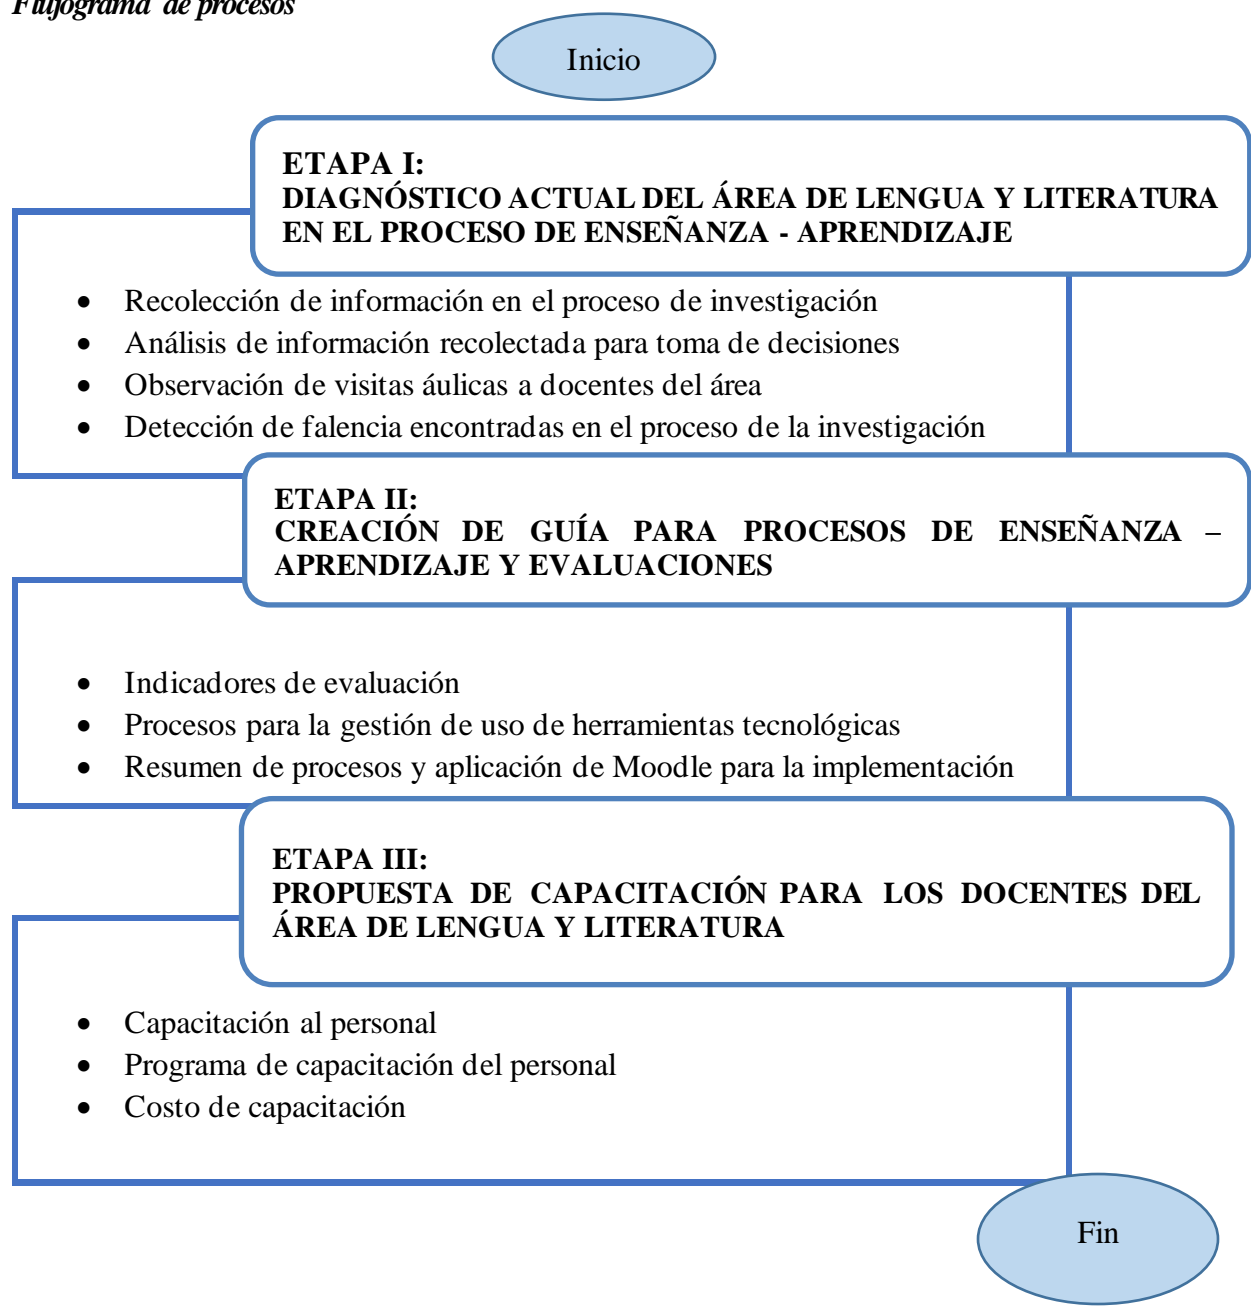 Flujograma de procesos
Inicio
ETAPA I:
DIAGNÓSTICO ACTUAL DEL ÁREA DE LENGUA Y LITERATURA
EN EL PROCESO DE ENSEÑANZA - APRENDIZAJE
• Recolección de información en el proceso de investigación
• Análisis de información recolectada para toma de decisiones
• Observación de visitas áulicas a docentes del área
• Detección de falencia encontradas en el proceso de la investigación
ETAPA II:
CREACIÓN DE GUÍA PARA PROCESOS DE ENSEÑANZA –
APRENDIZAJE Y EVALUACIONES
• Indicadores de evaluación
• Procesos para la gestión de uso de herramientas tecnológicas
• Resumen de procesos y aplicación de Moodle para la implementación
ETAPA III:
PROPUESTA DE CAPACITACIÓN PARA LOS DOCENTES DEL
ÁREA DE LENGUA Y LITERATURA
• Capacitación al personal
• Programa de capacitación del personal
• Costo de capacitación
Fin